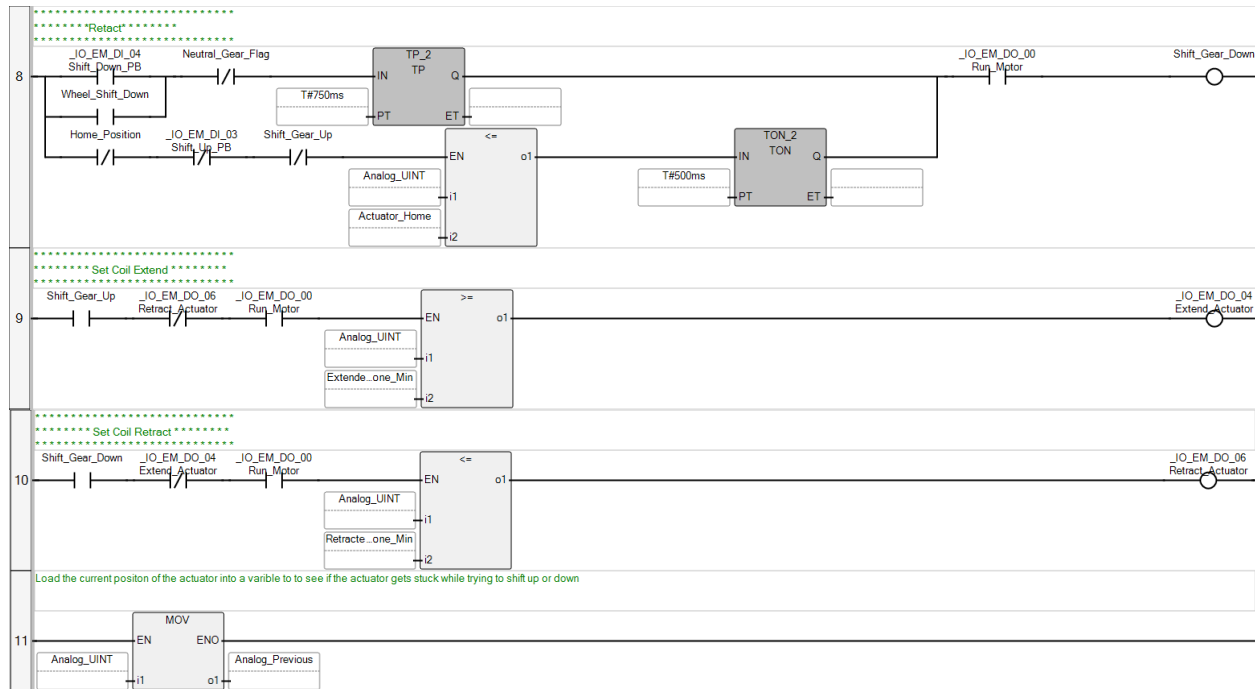 * * * * * * * * * * * * * * * * * * * * * * * * * * * *
* * * * * * * *Retact* * * * * * * *
* * * * * * * * * * * * * * * * * * * * * * * * * * * *
8
_IO_EM_DI_04
Shift_Down_PB
Neutral_Gear_Flag
TP_2
TP
IN Q
T#750ms
PT ET
_IO_EM_DO_00
Run_Motor
Shift_Gear_Down
Wheel_Shift_Down
Home_Position
_IO_EM_DI_03
Shift_Up_PB
Shift_Gear_Up
<=
EN o1
Analog_UINT
i1
Actuator_Home
i2
TON_2
TON
IN Q
T#500ms
PT ET
* * * * * * * * * * * * * * * * * * * * * * * * * * * *
* * * * * * * * Set Coil Extend * * * * * * * *
* * * * * * * * * * * * * * * * * * * * * * * * * * * *
9
Shift_Gear_Up
_IO_EM_DO_06
Retract_Actuator
_IO_EM_DO_00
Run_Motor
>=
EN o1
Analog_UINT
i1
Extende...one_Min
i2
_IO_EM_DO_04
Extend_Actuator
* * * * * * * * * * * * * * * * * * * * * * * * * * * *
* * * * * * * * Set Coil Retract * * * * * * * *
* * * * * * * * * * * * * * * * * * * * * * * * * * * *
10
Shift_Gear_Down
_IO_EM_DO_04
Extend_Actuator
_IO_EM_DO_00
Run_Motor
<=
EN o1
Analog_UINT
i1
Retracte...one_Min
i2
_IO_EM_DO_06
Retract_Actuator
Load the current positon of the actuator into a varible to to see if the actuator gets stuck while trying to shift up or down
11
MOV
EN ENO
Analog_UINT
i1
o1
Analog_Previous